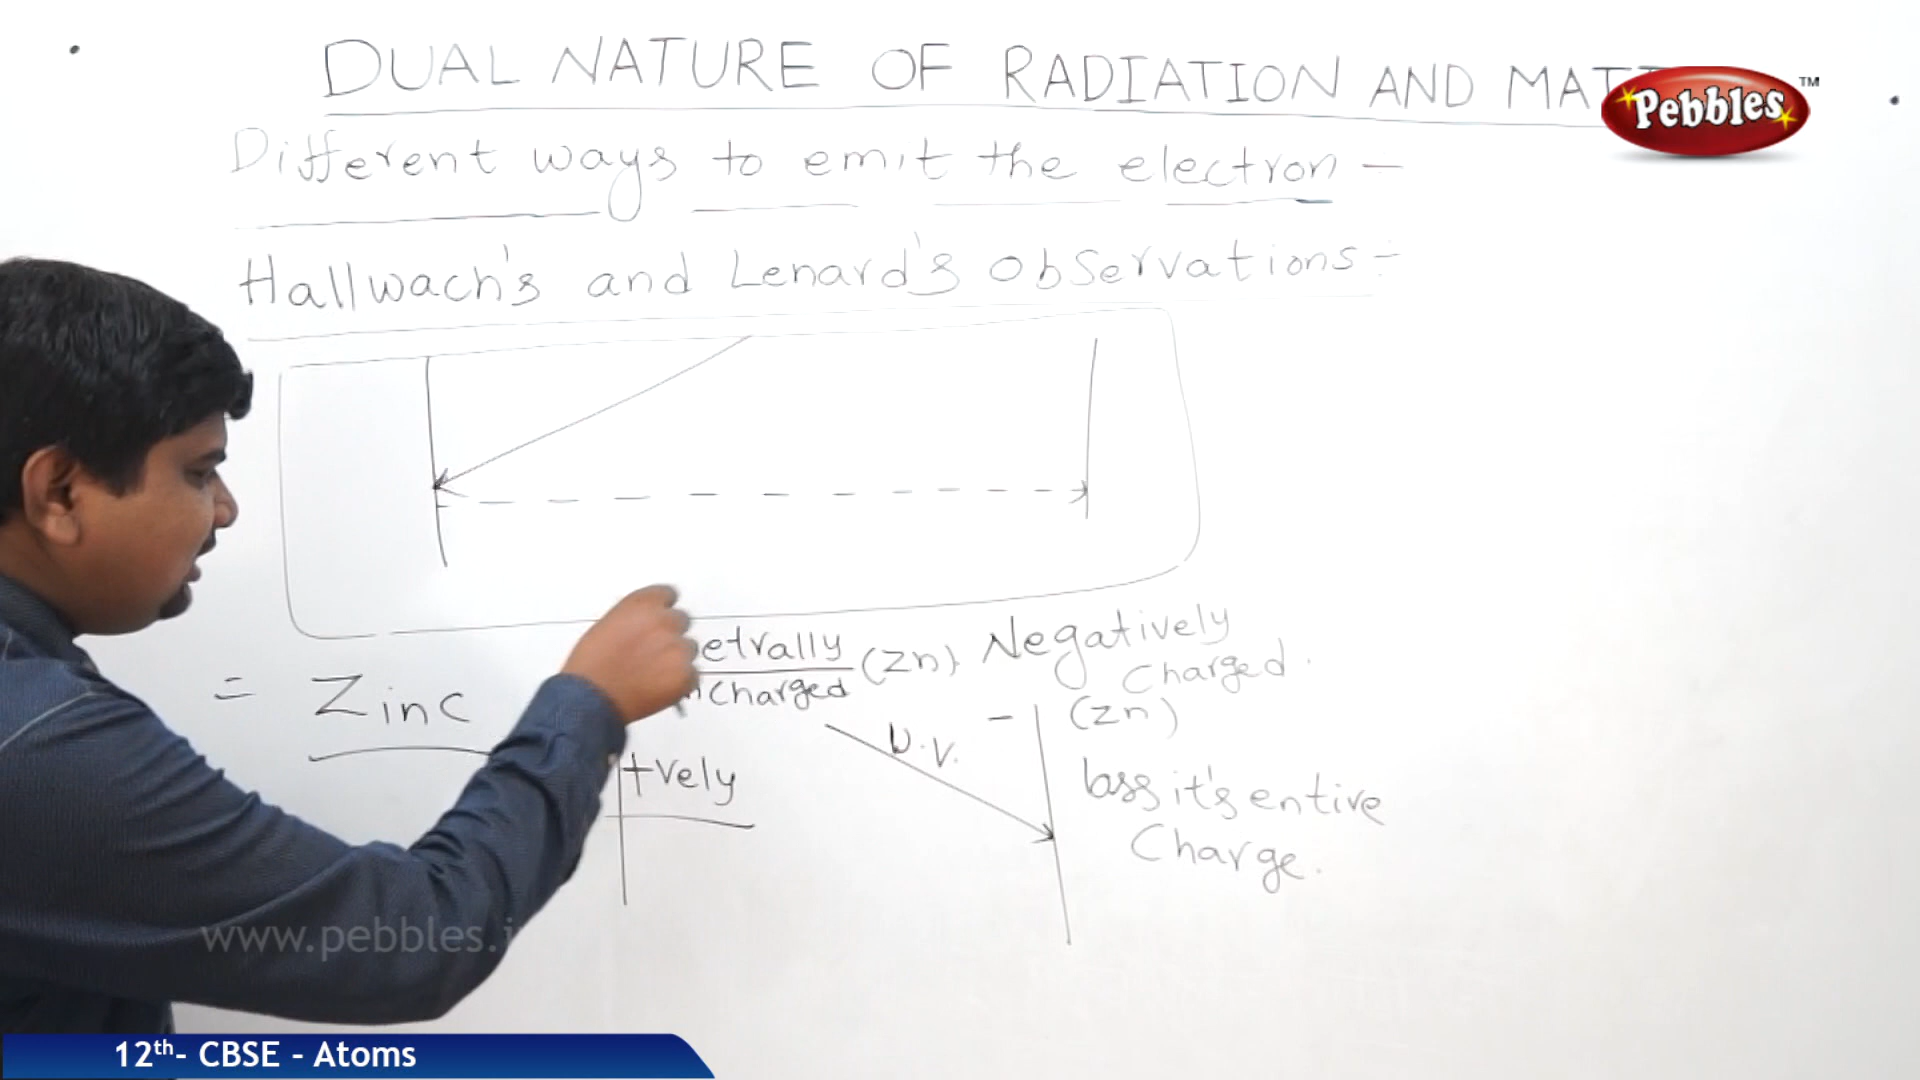 DUAL NATURE OF RADIATION AND MAT
Pebbles™
Different ways to emit the electron -
Hallwach's and Lenard's Observations:-
= Zinc
etrally
charged
(Zn)
Negatively
Charged.
(Zn)
-
U.V.
+vely
loss it's entire
Charge.
www.pebbles.i
12th- CBSE - Atoms